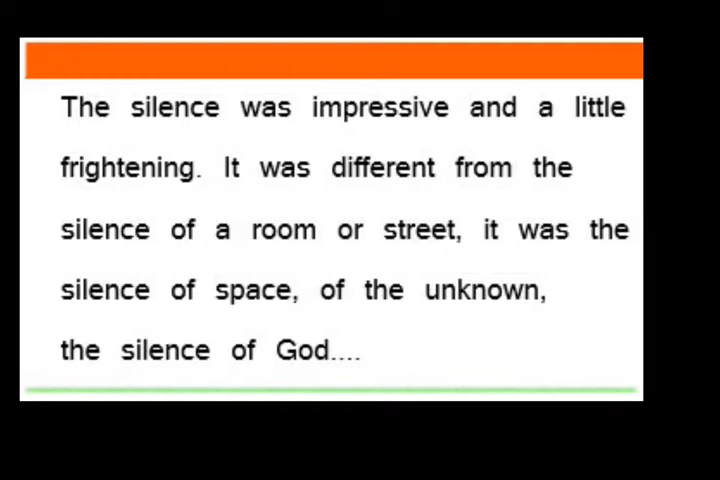 The silence was impressive and a little
frightening. It was different from the
silence of a room or street, it was the
silence of space, of the unknown,
the silence of God....